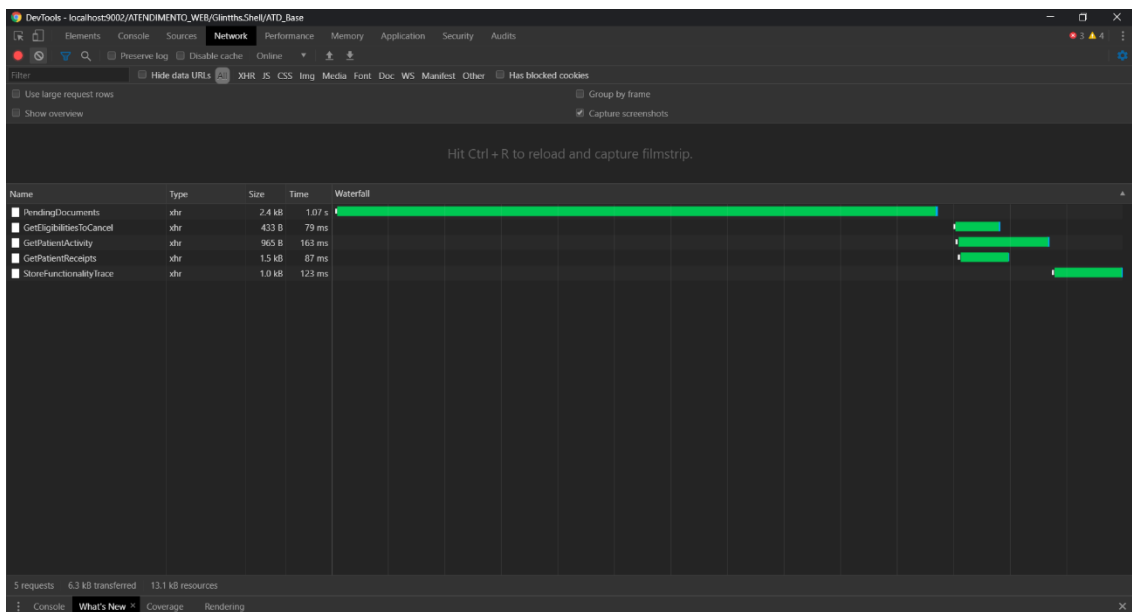 DevTools - localhost:9002/ATENDIMENTO_WEB/Glintths.Shell/ATD_Base
Elements Console Sources Network Performance Memory Application Security Audits 3 4
Preserve log Disable cache Online
Filter Hide data URLs All XHR JS CSS Img Media Font Doc WS Manifest Other Has blocked cookies
Use large request rows Group by frame
Show overview Capture screenshots
Hit Ctrl + R to reload and capture filmstrip.
Name Type Size Time Waterfall
PendingDocuments xhr 2.4 kB 1.07 s
GetEligibilitiesToCancel xhr 433 B 79 ms
GetPatientActivity xhr 965 B 163 ms
GetPatientReceipts xhr 1.5 kB 87 ms
StoreFunctionalityTrace xhr 1.0 kB 123 ms
5 requests 6.3 kB transferred 13.1 kB resources
Console What's New × Coverage Rendering